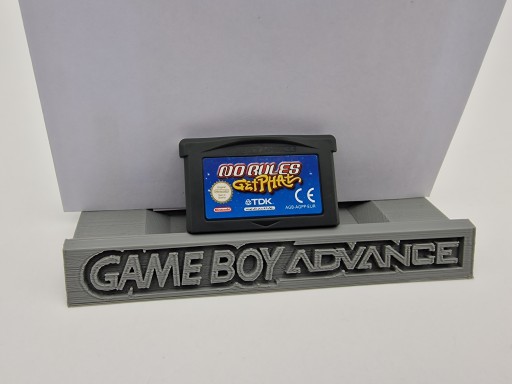 NO RULES
GET PHAT
TDK
CE
GAME BOY ADVANCE